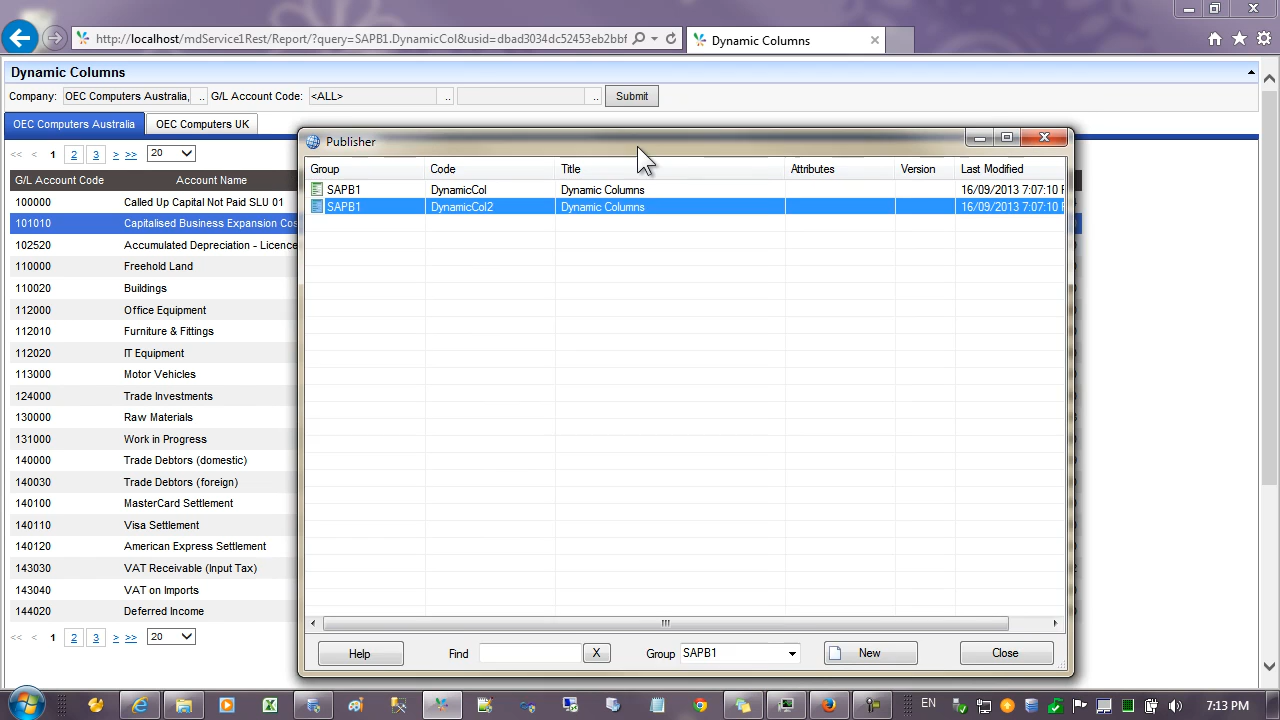 http://localhost/mdService1Rest/Report/?query=SAPB1.DynamicCol&usid=dbad3034dc52453eb2bbf
Dynamic Columns
Dynamic Columns
Company: OEC Computers Australia, .. G/L Account Code: <ALL> .. .. Submit
OEC Computers Australia OEC Computers UK
<< < 1 2 3 > >> 20
G/L Account Code Account Name
100000 Called Up Capital Not Paid SLU 01
101010 Capitalised Business Expansion Cos
102520 Accumulated Depreciation - Licence
110000 Freehold Land
110020 Buildings
112000 Office Equipment
112010 Furniture & Fittings
112020 IT Equipment
113000 Motor Vehicles
124000 Trade Investments
130000 Raw Materials
131000 Work in Progress
140000 Trade Debtors (domestic)
140030 Trade Debtors (foreign)
140100 MasterCard Settlement
140110 Visa Settlement
140120 American Express Settlement
143030 VAT Receivable (Input Tax)
143040 VAT on Imports
144020 Deferred Income
<< < 1 2 3 > >> 20
Publisher
Group Code Title Attributes Version Last Modified
SAPB1 DynamicCol Dynamic Columns 16/09/2013 7:07:10
SAPB1 DynamicCol2 Dynamic Columns 16/09/2013 7:07:10
Help Find X Group SAPB1 New Close
EN 7:13 PM